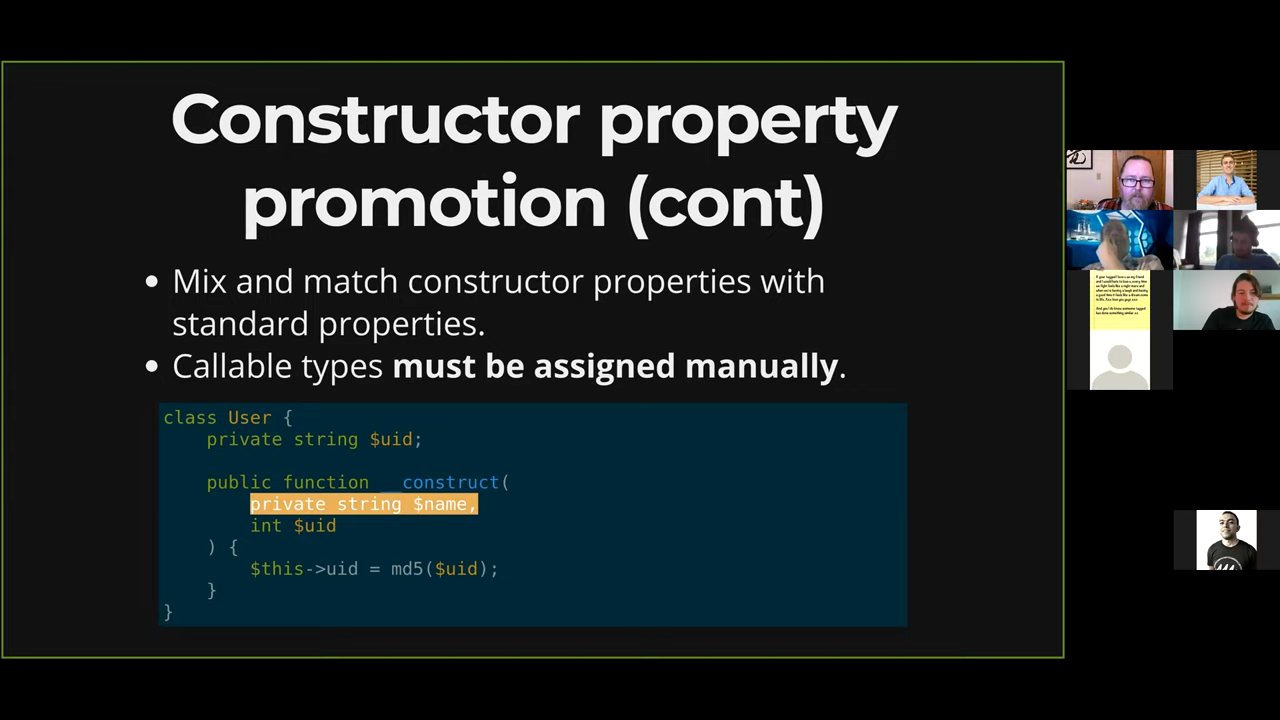 Constructor property
promotion (cont)
• Mix and match constructor properties with
standard properties.
• Callable types must be assigned manually.
class User {
    private string $uid;
    public function __construct(
        private string $name,
        int $uid
    ) {
        $this->uid = md5($uid);
    }
}